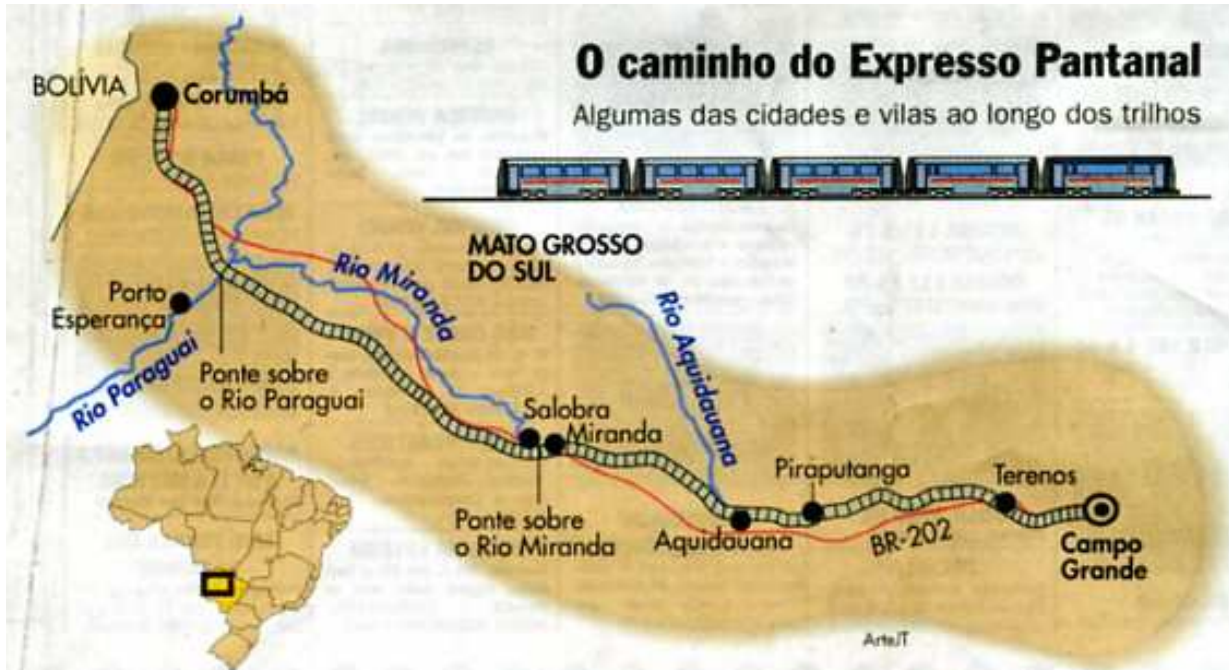 O caminho do Expresso Pantanal
Algumas das cidades e vilas ao longo dos trilhos
BOLÍVIA
Corumbá
MATO GROSSO
DO SUL
Rio Miranda
Porto
Esperança
Rio Paraguai
Ponte sobre
o Rio Paraguai
Rio Aquidauana
Salobra
Miranda
Ponte sobre
o Rio Miranda
Piraputanga
Terenos
Aquidauana
BR-202
Campo
Grande
ArteJT